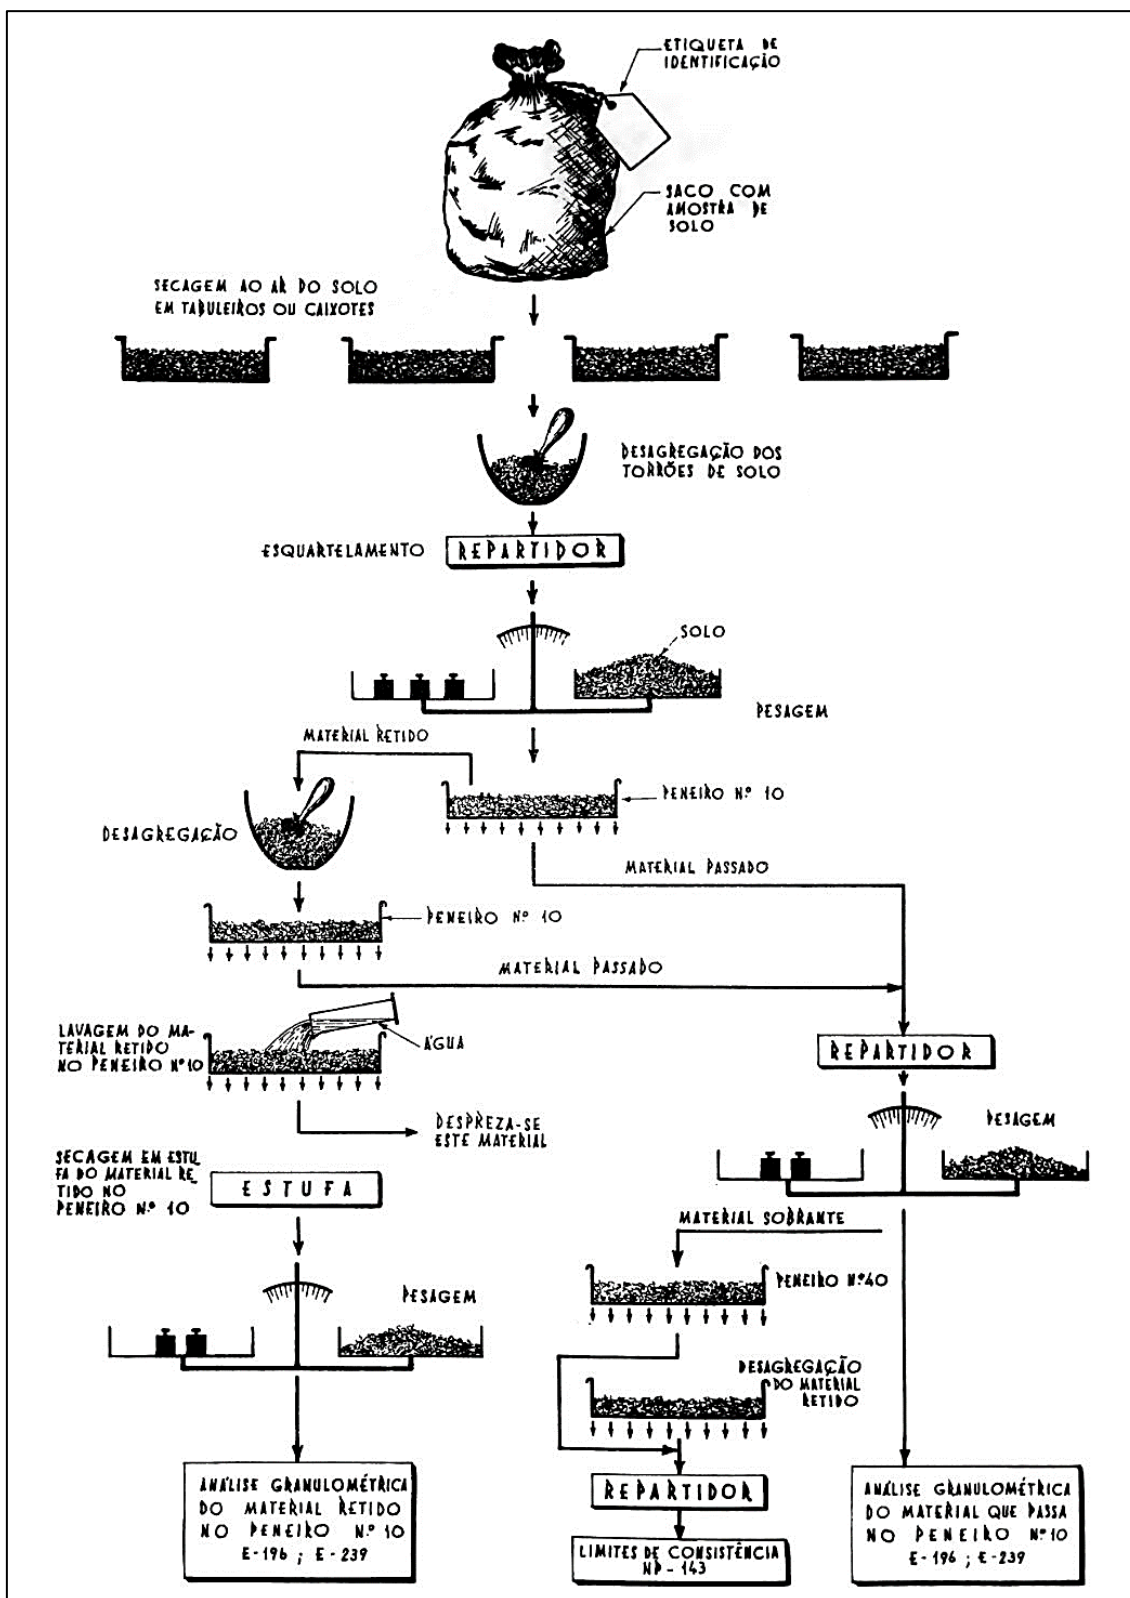 ETIQUETA DE
IDENTIFICAÇÃO
SACO COM
AMOSTRA DE
SOLO
SECAGEM AO AR DO SOLO
EM TABULEIROS OU CAIXOTES
DESAGREGAÇÃO DOS
TORRÕES DE SOLO
ESQUARTELAMENTO
REPARTIDOR
SOLO
PESAGEM
MATERIAL RETIDO
PENEIRO Nº 10
DESAGREGAÇÃO
MATERIAL PASSADO
PENEIRO Nº 10
MATERIAL PASSADO
LAVAGEM DO MA-
TERIAL RETIDO
NO PENEIRO Nº 10
ÁGUA
REPARTIDOR
DESPREZA-SE
ESTE MATERIAL
PESAGEM
SECAGEM EM ESTU-
FA DO MATERIAL RE-
TIDO NO
PENEIRO N.º 10
ESTUFA
MATERIAL SOBRANTE
PENEIRO Nº 40
PESAGEM
DESAGREGAÇÃO
DO MATERIAL
RETIDO
ANÁLISE GRANULOMÉTRICA
DO MATERIAL RETIDO
NO PENEIRO N.º 10
E-196 ; E-239
REPARTIDOR
LIMITES DE CONSISTÊNCIA
NP - 143
ANÁLISE GRANULOMÉTRICA
DO MATERIAL QUE PASSA
NO PENEIRO Nº 10
E-196 ; E-239